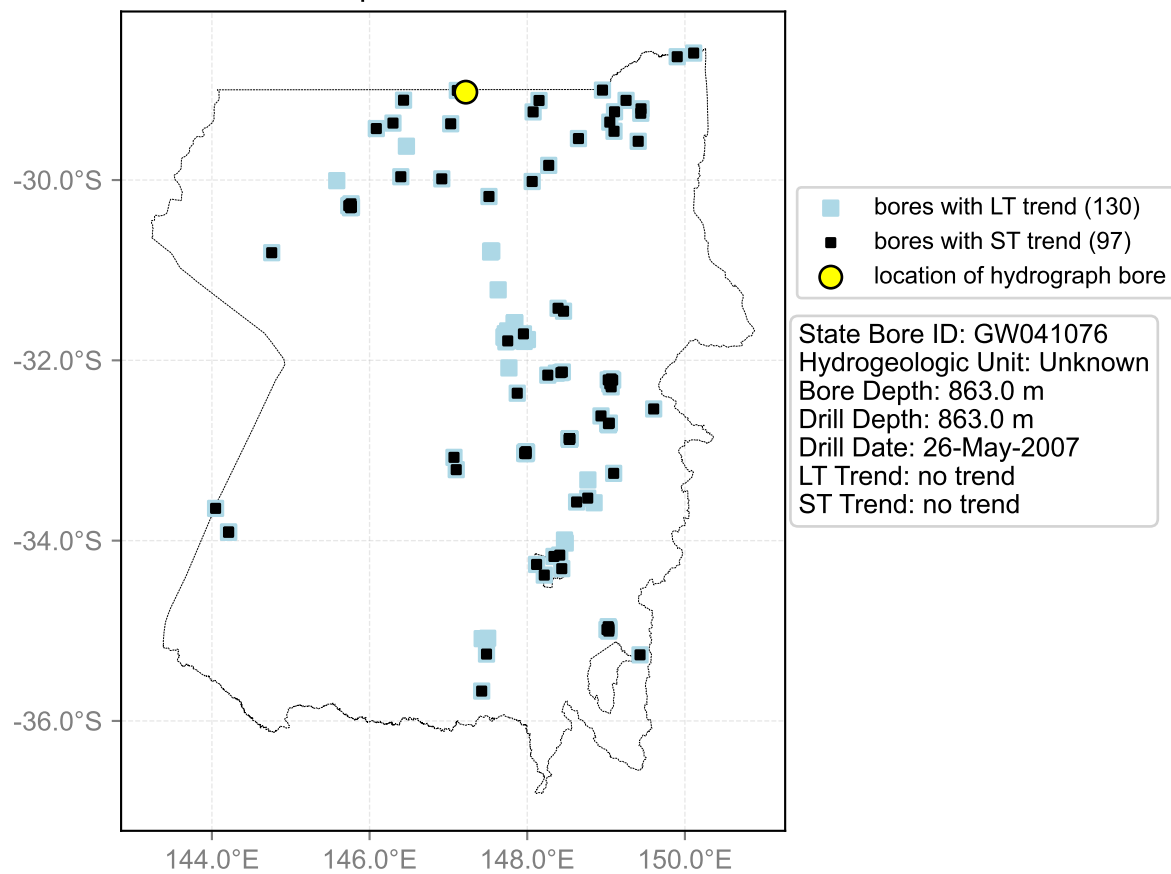 -30.0°S
-32.0°S
-34.0°S
-36.0°S
144.0°E
146.0°E
148.0°E
150.0°E
bores with LT trend (130)
bores with ST trend (97)
location of hydrograph bore
State Bore ID: GW041076
Hydrogeologic Unit: Unknown
Bore Depth: 863.0 m
Drill Depth: 863.0 m
Drill Date: 26-May-2007
LT Trend: no trend
ST Trend: no trend